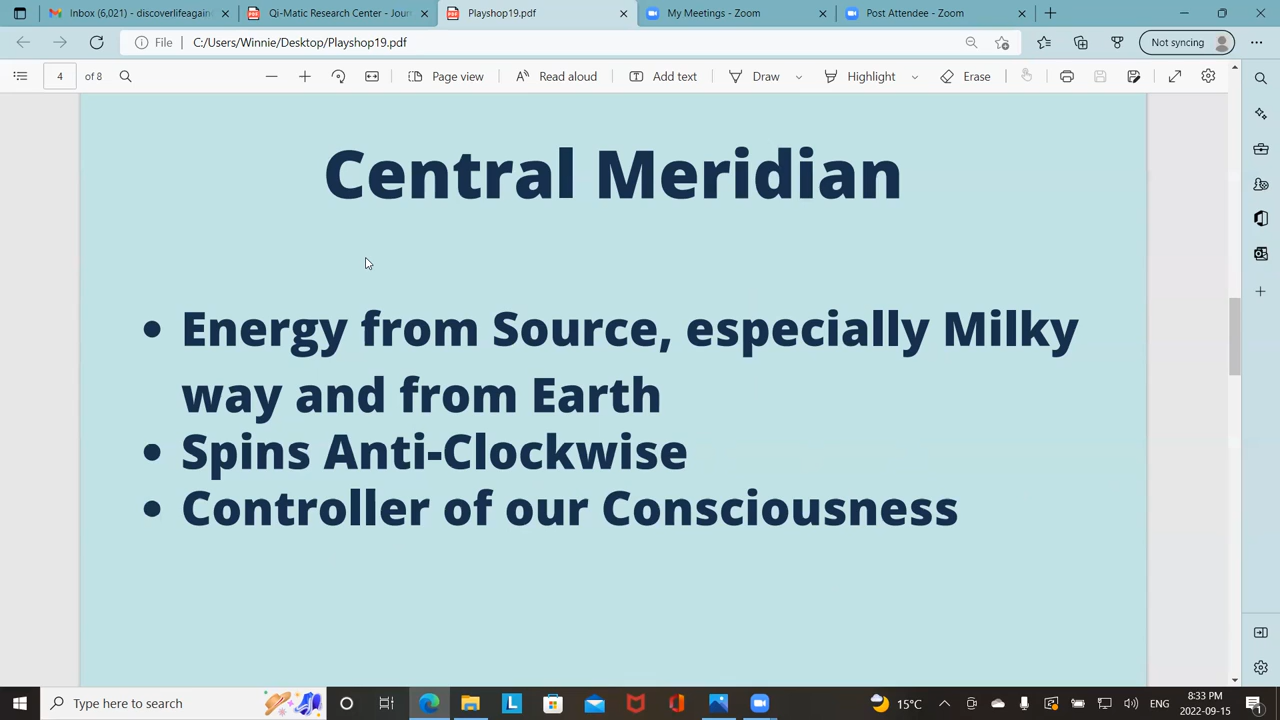 Inbox (6,021) - discoverlifeagain
Qi-Matic Research Center - Jour
Playshop19.pdf
My Meetings - Zoom
Post Attendee - Zoom
File
C:/Users/Winnie/Desktop/Playshop19.pdf
Not syncing
4 of 8
Page view
Read aloud
Add text
Draw
Highlight
Erase
Central Meridian
• Energy from Source, especially Milky
way and from Earth
• Spins Anti-Clockwise
• Controller of our Consciousness
Type here to search
15°C
ENG
8:33 PM
2022-09-15